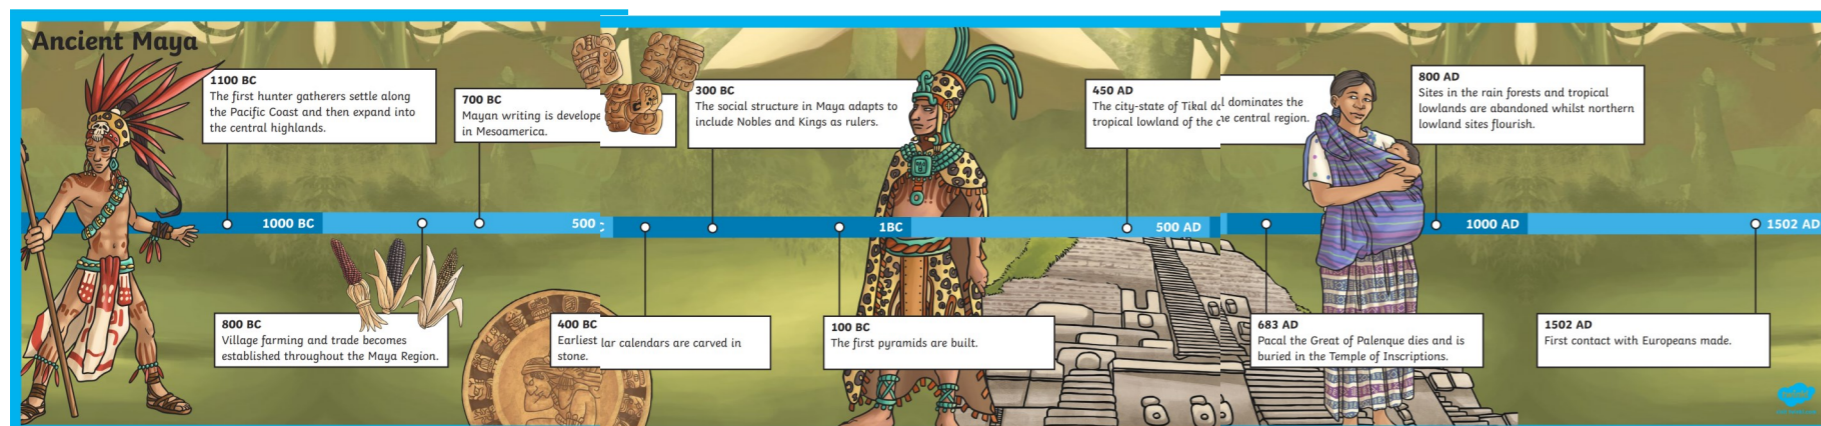 Ancient Maya
1100 BC
The first hunter gatherers settle along
the Pacific Coast and then expand into
the central highlands.
700 BC
Mayan writing is develope
in Mesoamerica.
300 BC
The social structure in Maya adapts to
include Nobles and Kings as rulers.
450 AD
The city-state of Tikal do l dominates the
tropical lowland of the c he central region.
800 AD
Sites in the rain forests and tropical
lowlands are abandoned whilst northern
lowland sites flourish.
1000 BC
500 C
1BC
500 AD
1000 AD
1502 AD
800 BC
Village farming and trade becomes
established throughout the Maya Region.
400 BC
Earliest lar calendars are carved in
stone.
100 BC
The first pyramids are built.
683 AD
Pacal the Great of Palenque dies and is
buried in the Temple of Inscriptions.
1502 AD
First contact with Europeans made.